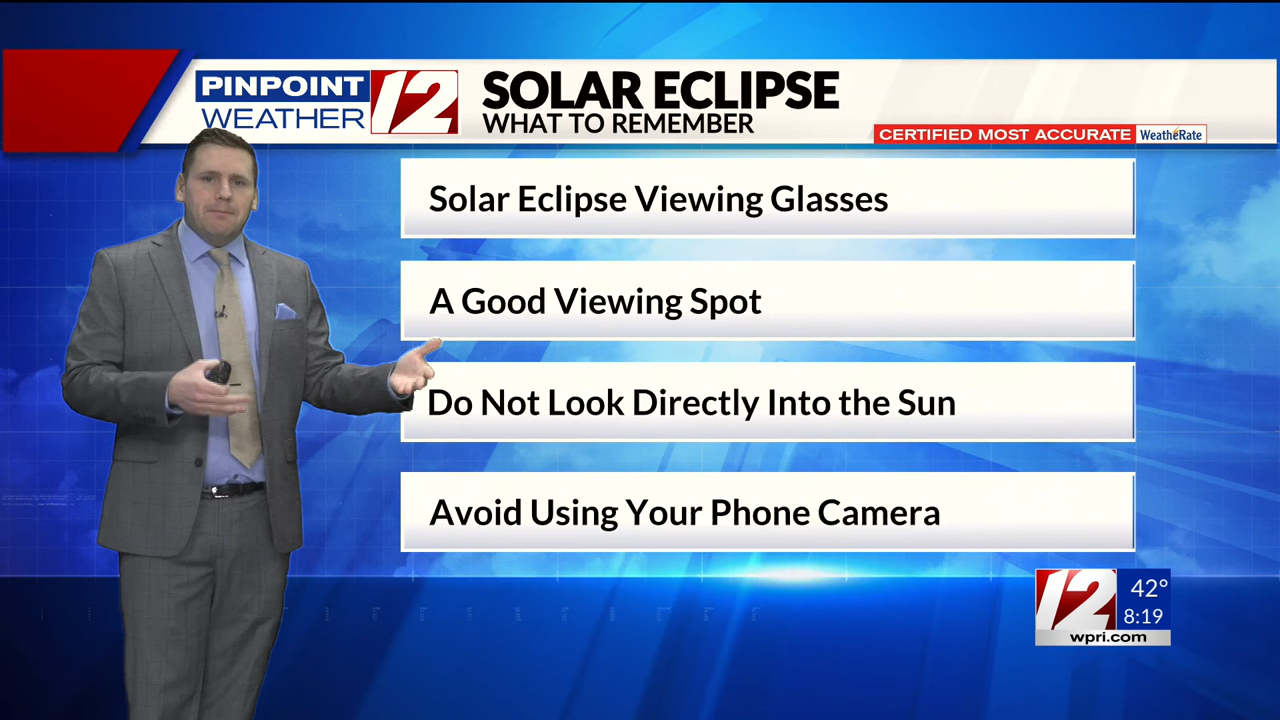 PINPOINT
WEATHER
12
SOLAR ECLIPSE
WHAT TO REMEMBER
CERTIFIED MOST ACCURATE
WeatheRate
Solar Eclipse Viewing Glasses
A Good Viewing Spot
Do Not Look Directly Into the Sun
Avoid Using Your Phone Camera
12
42°
8:19
wpri.com